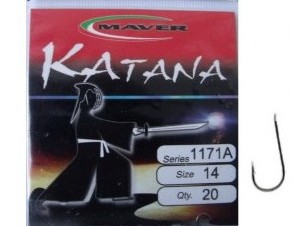 MAVER
KATANA
Series 1171A
Size 14
Qty. 20